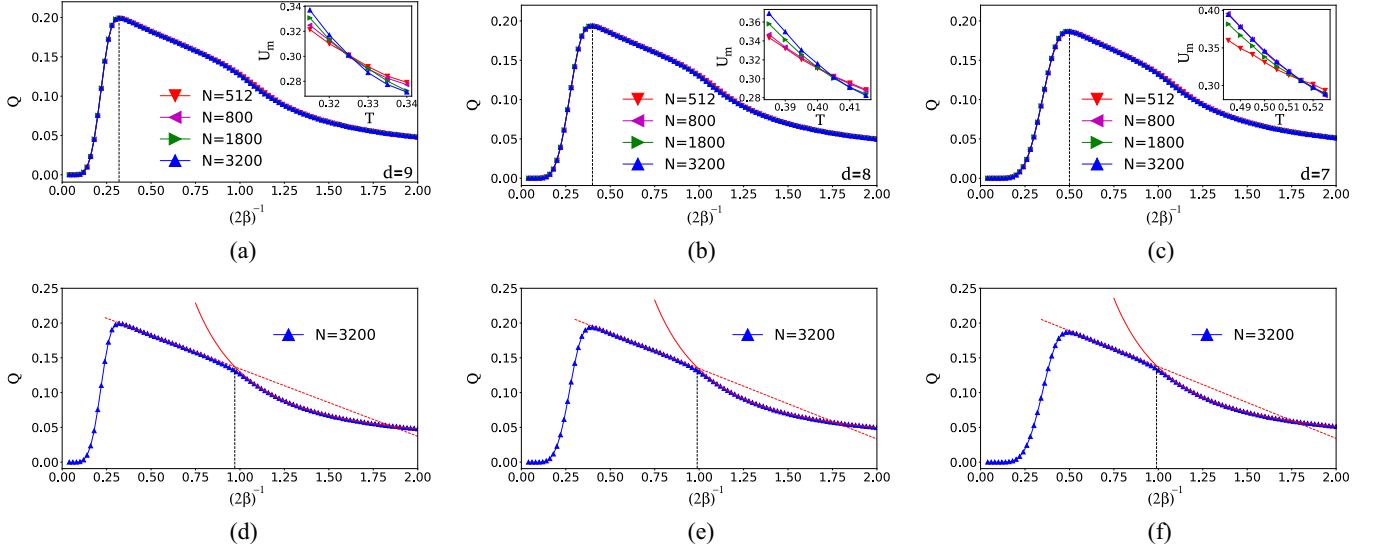 Q
0.20
0.15
0.10
0.05
0.00
0.00 0.25 0.50 0.75 1.00 1.25 1.50 1.75 2.00
(2β)⁻¹
N=512
N=800
N=1800
N=3200
d=9
U_m
0.34
0.32
0.30
0.28
0.26
0.32 0.33 0.34
T
(a)
Q
0.20
0.15
0.10
0.05
0.00
0.00 0.25 0.50 0.75 1.00 1.25 1.50 1.75 2.00
(2β)⁻¹
N=512
N=800
N=1800
N=3200
d=8
U_m
0.36
0.34
0.32
0.30
0.28
0.39 0.40 0.41
T
(b)
Q
0.20
0.15
0.10
0.05
0.00
0.00 0.25 0.50 0.75 1.00 1.25 1.50 1.75 2.00
(2β)⁻¹
N=512
N=800
N=1800
N=3200
d=7
U_m
0.40
0.35
0.30
0.49 0.50 0.51 0.52
T
(c)
Q
0.25
0.20
0.15
0.10
0.05
0.00
0.00 0.25 0.50 0.75 1.00 1.25 1.50 1.75 2.00
(2β)⁻¹
N=3200
(d)
Q
0.25
0.20
0.15
0.10
0.05
0.00
0.00 0.25 0.50 0.75 1.00 1.25 1.50 1.75 2.00
(2β)⁻¹
N=3200
(e)
Q
0.25
0.20
0.15
0.10
0.05
0.00
0.00 0.25 0.50 0.75 1.00 1.25 1.50 1.75 2.00
(2β)⁻¹
N=3200
(f)